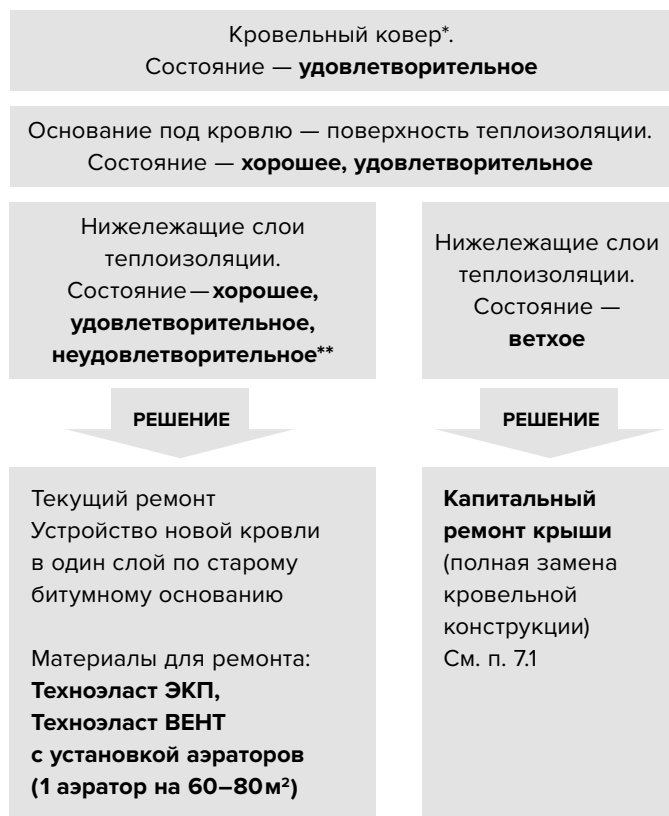 Кровельный ковер*.
Состояние — удовлетворительное
Основание под кровлю — поверхность теплоизоляции.
Состояние — хорошее, удовлетворительное
Нижележащие слои
теплоизоляции.
Состояние — хорошее,
удовлетворительное,
неудовлетворительное**
РЕШЕНИЕ
Текущий ремонт
Устройство новой кровли
в один слой по старому
битумному основанию
Материалы для ремонта:
Техноэласт ЭКП,
Техноэласт ВЕНТ
с установкой аэраторов
(1 аэратор на 60–80 м²)
Нижележащие слои
теплоизоляции.
Состояние —
ветхое
РЕШЕНИЕ
Капитальный
ремонт крыши
(полная замена
кровельной
конструкции)
См. п. 7.1